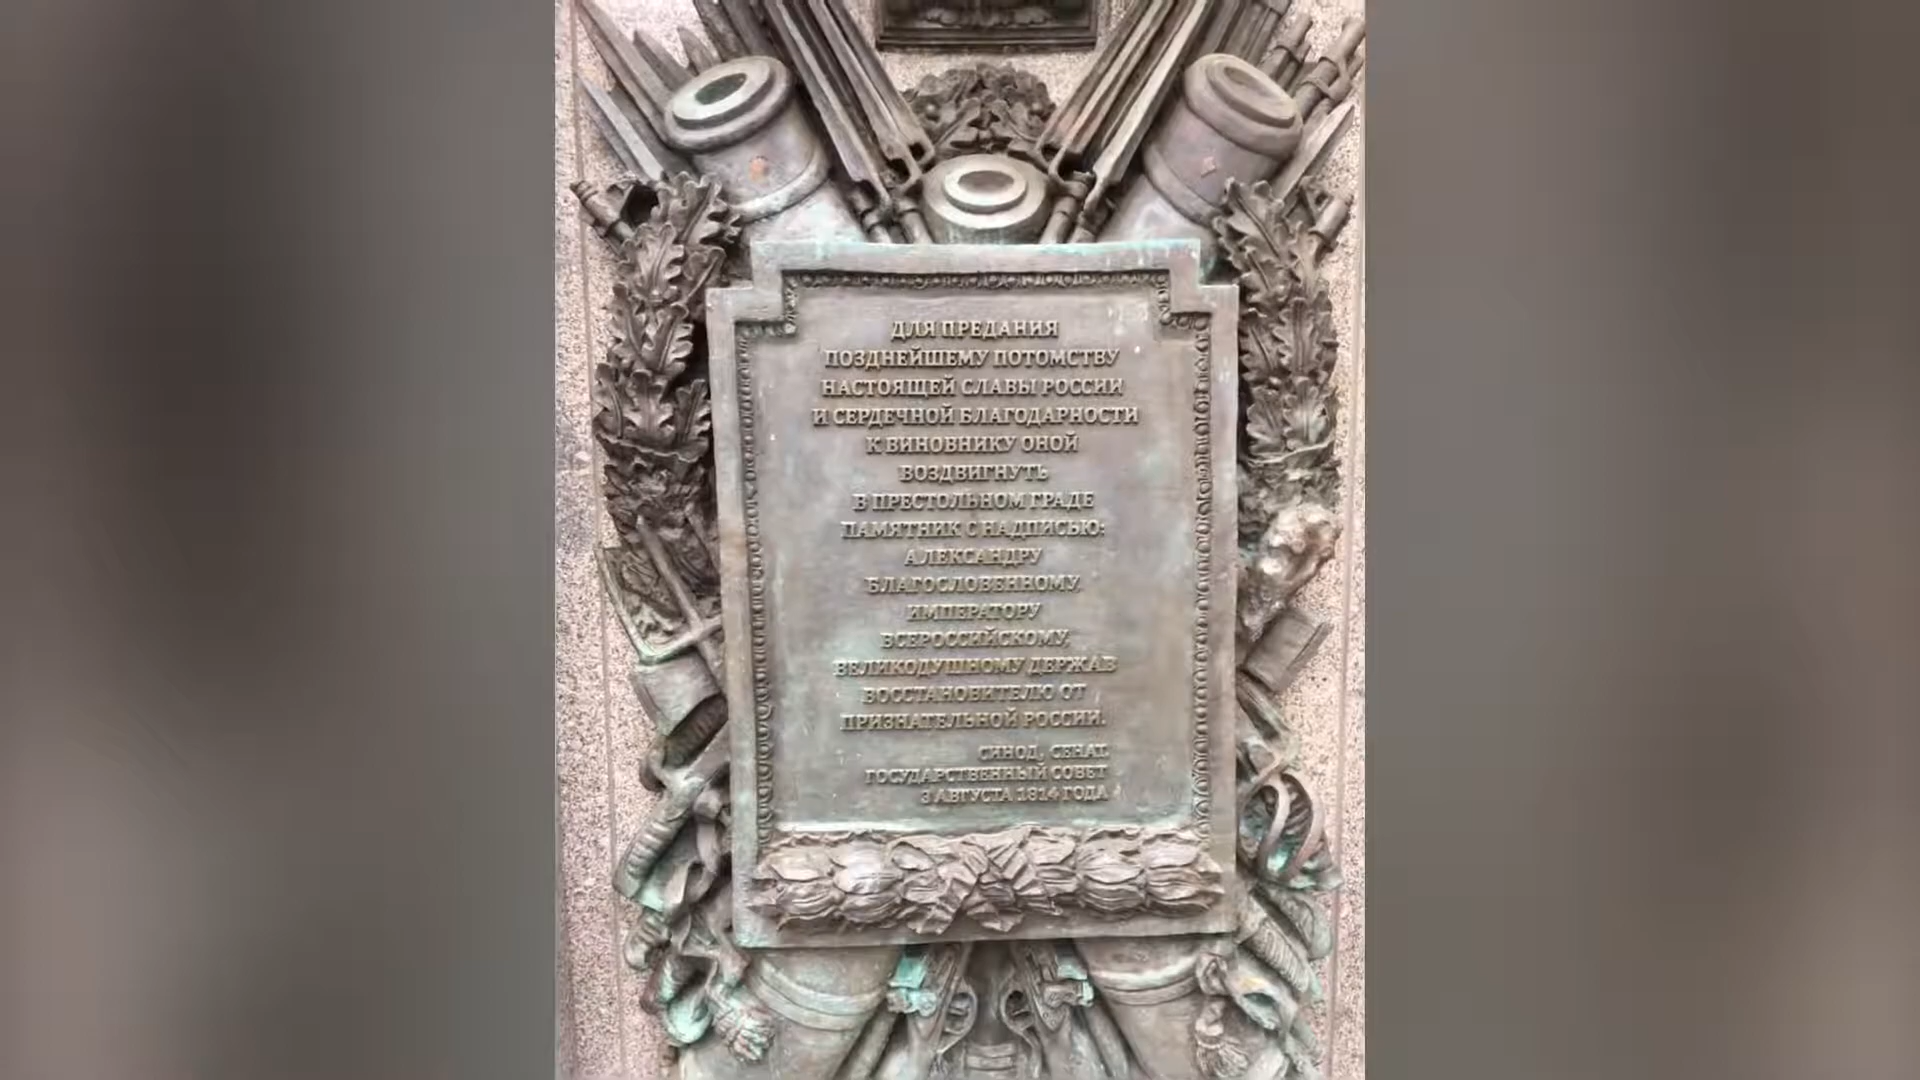 ДЛЯ ПРЕДАНИЯ
ПОЗДНЕЙШЕМУ ПОТОМСТВУ
НАСТОЯЩЕЙ СЛАВЫ РОССИИ
И СЕРДЕЧНОЙ БЛАГОДАРНОСТИ
К ВИНОВНИКУ ОНОЙ
ВОЗДВИГНУТЬ
В ПРЕСТОЛЬНОМ ГРАДЕ
ПАМЯТНИК С НАДПИСЬЮ:
АЛЕКСАНДРУ
БЛАГОСЛОВЕННОМУ,
ИМПЕРАТОРУ
ВСЕРОССИЙСКОМУ,
ВЕЛИКОДУШНОМУ ДЕРЖАВ
ВОССТАНОВИТЕЛЮ ОТ
ПРИЗНАТЕЛЬНОЙ РОССИИ.
СИНОД, СЕНАТ.
ГОСУДАРСТВЕННЫЙ СОВЕТ
3 АВГУСТА 1814 ГОДА